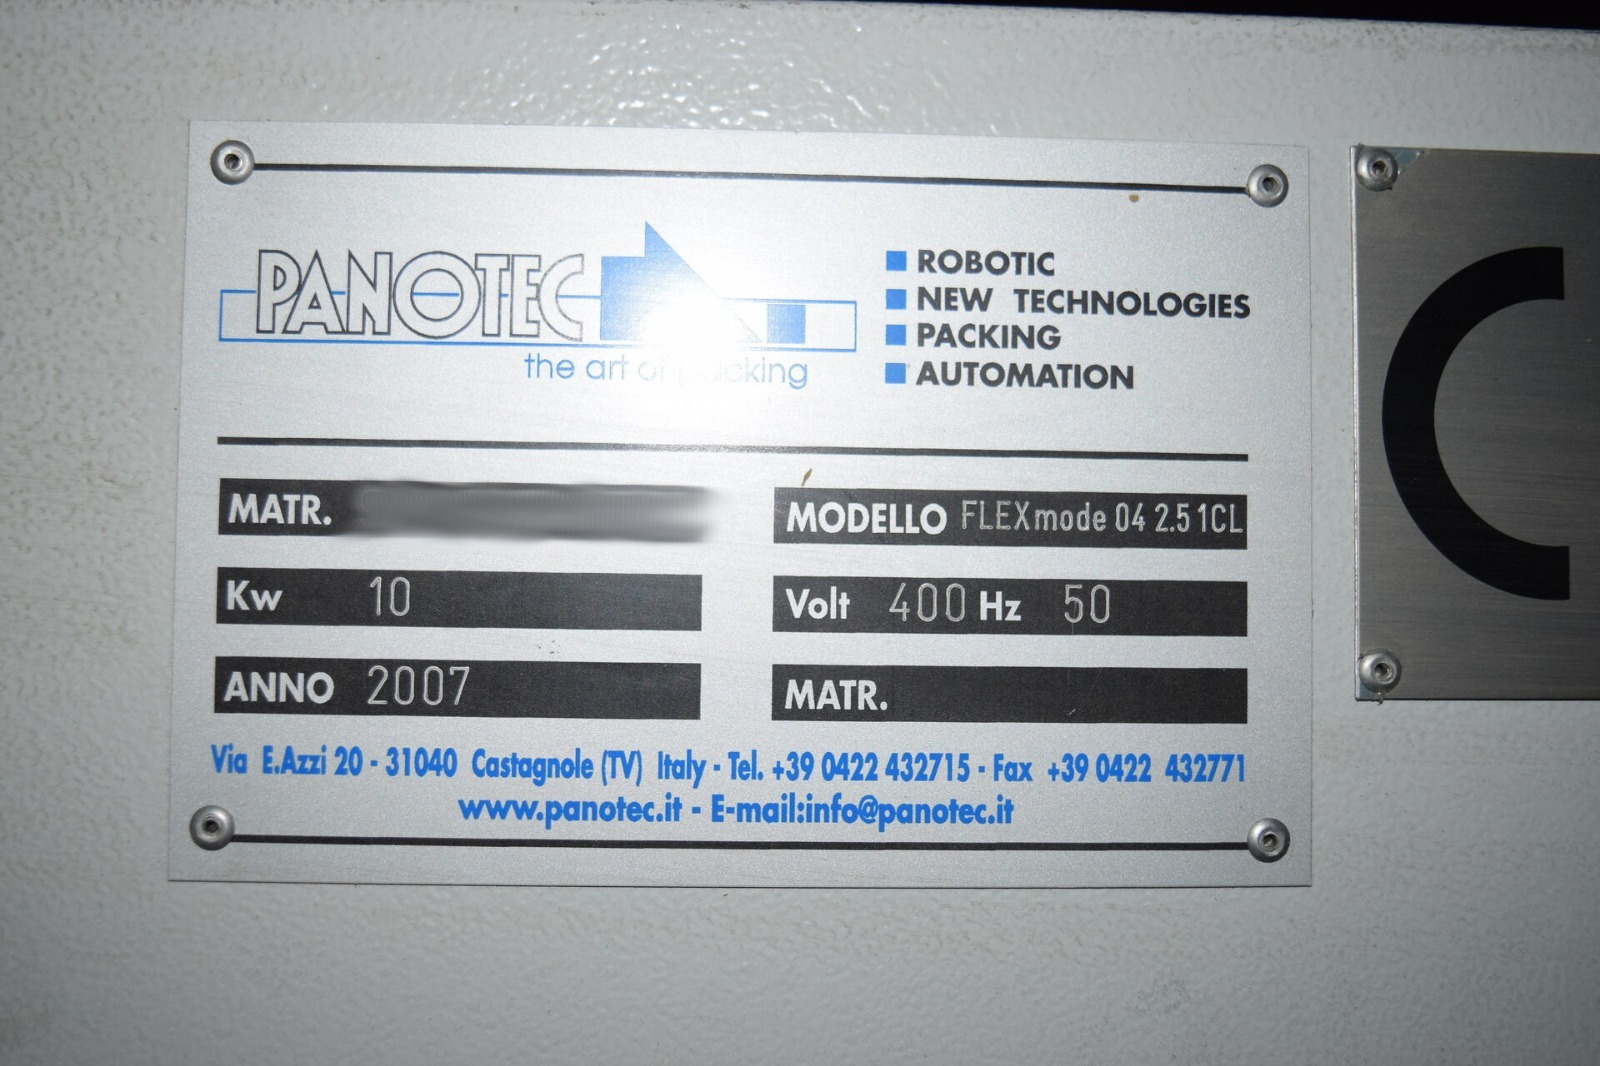 PANOTEC
the art of packing
ROBOTIC
NEW TECHNOLOGIES
PACKING
AUTOMATION
MATR.
MODELLO FLEXmode 04 2.5 1CL
Kw 10
Volt 400 Hz 50
ANNO 2007
MATR.
Via E.Azzi 20 - 31040 Castagnole (TV) Italy - Tel. +39 0422 432715 - Fax +39 0422 432771
www.panotec.it - E-mail:info@panotec.it
C